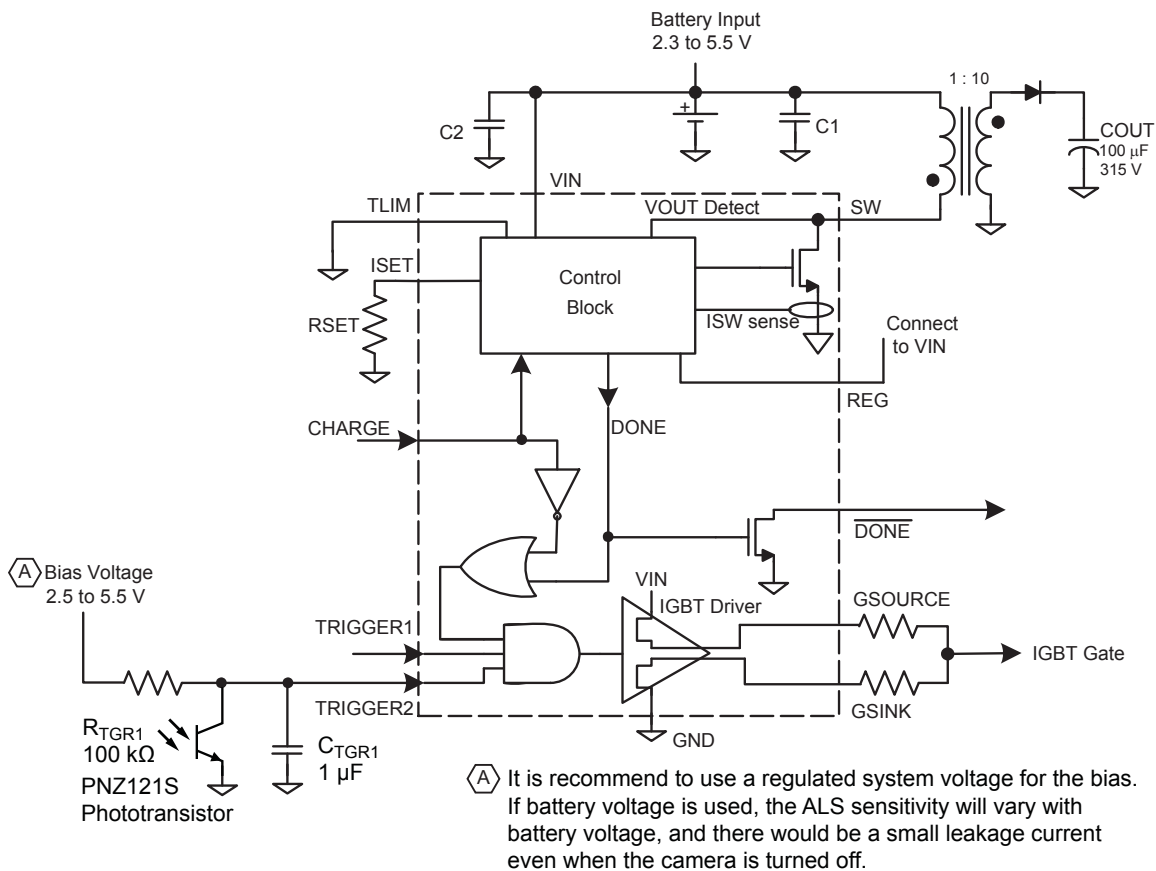 Battery Input
2.3 to 5.5 V
1 : 10
+
C2
C1
COUT
100 µF
315 V
VIN
TLIM
VOUT Detect
SW
ISET
Control
Block
RSET
ISW sense
Connect
to VIN
REG
CHARGE
DONE
DONE
A Bias Voltage
2.5 to 5.5 V
VIN
IGBT Driver
GSOURCE
TRIGGER1
IGBT Gate
TRIGGER2
GSINK
GND
RTGR1
100 kΩ
PNZ121S
Phototransistor
CTGR1
1 µF
A It is recommend to use a regulated system voltage for the bias.
If battery voltage is used, the ALS sensitivity will vary with
battery voltage, and there would be a small leakage current
even when the camera is turned off.